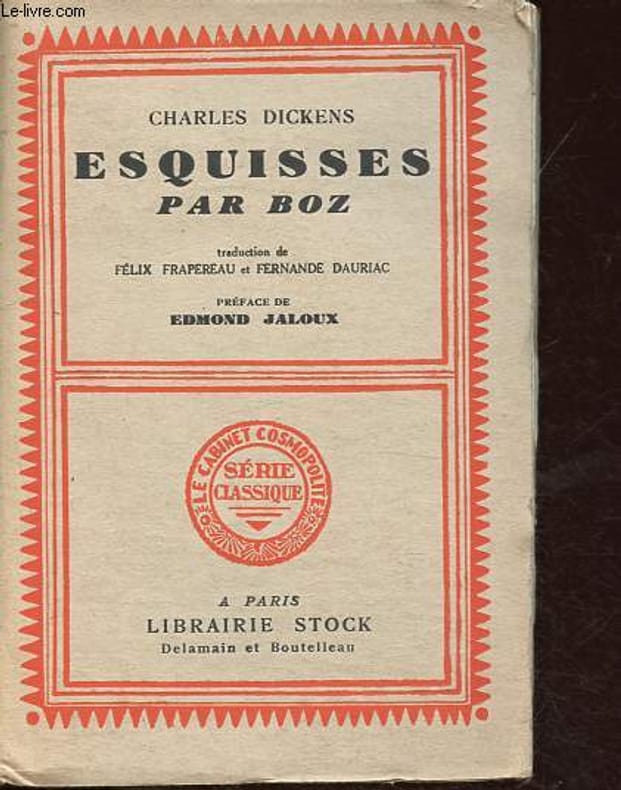 Le-livre.com
CHARLES DICKENS
ESQUISSES
PAR BOZ
traduction de
FÉLIX FRAPEREAU et FERNANDE DAURIAC
PRÉFACE DE
EDMOND JALOUX
LE CABINET COSMOPOLITE
SÉRIE
CLASSIQUE
A PARIS
LIBRAIRIE STOCK
Delamain et Boutelleau